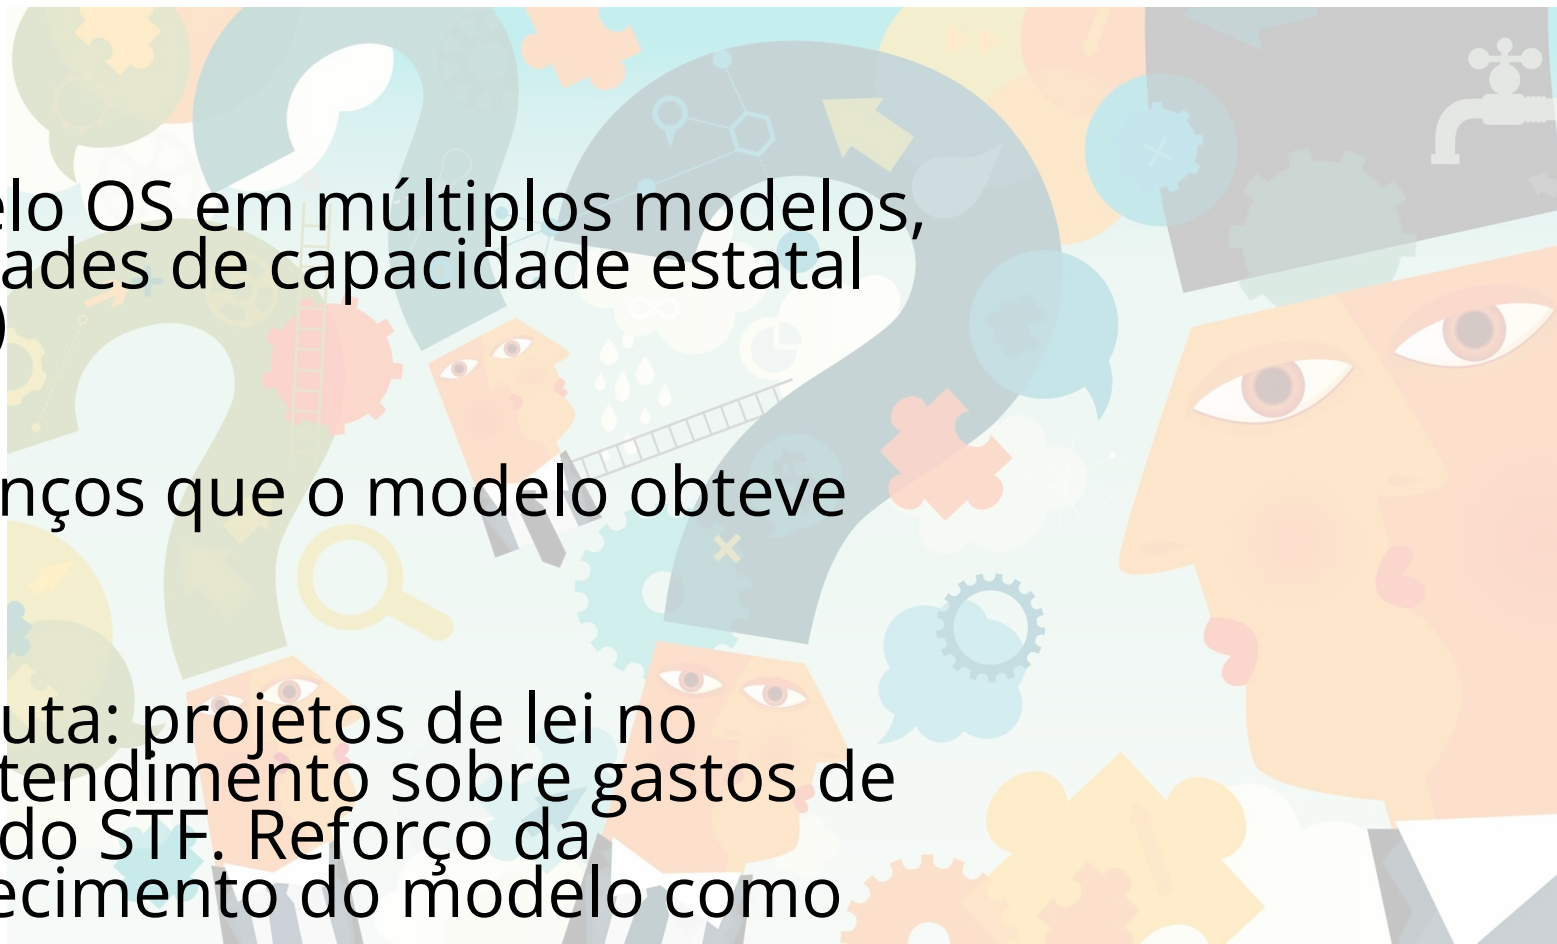 elo OS em múltiplos modelos,
ades de capacidade estatal
)
nços que o modelo obteve
uta: projetos de lei no
tendimento sobre gastos de
do STF. Reforço da
ecimento do modelo como